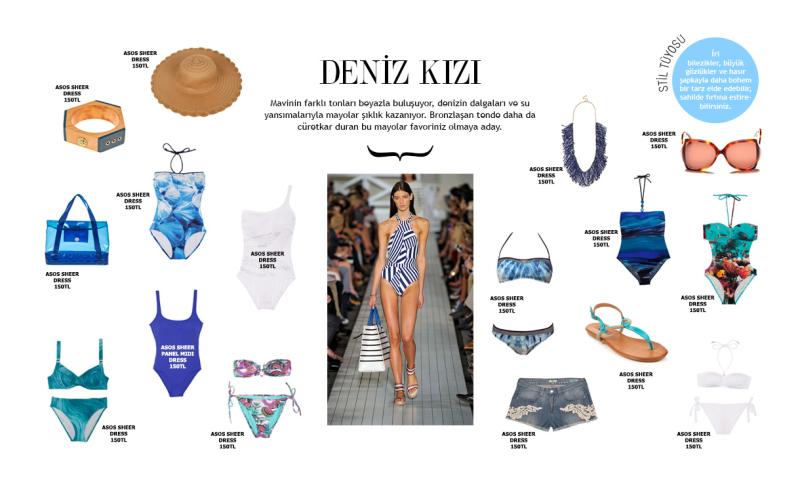 ASOS SHEER
DRESS
150TL
ASOS SHEER
DRESS
150TL
DENİZ KIZI
Mavinin farklı tonları beyazla buluşuyor, denizin dalgaları ve su
yansımalarıyla mayolar şıklık kazanıyor. Bronzlaşan tende daha da
cüretkar duran bu mayolar favoriniz olmaya aday.
STİL TÜYOSU
İri
bilezikler, büyük
gözlükler ve hasır
şapkayla daha bohem
bir tarz elde edebilir,
sahilde fırtına estire-
bilirsiniz.
ASOS SHEER
DRESS
150TL
ASOS SHEER
DRESS
150TL
ASOS SHEER
DRESS
150TL
ASOS SHEER
DRESS
150TL
ASOS SHEER
DRESS
150TL
ASOS SHEER
DRESS
150TL
ASOS SHEER
DRESS
150TL
ASOS SHEER
DRESS
150TL
ASOS SHEER
PANEL MIDI
DRESS
150TL
ASOS SHEER
DRESS
150TL
ASOS SHEER
DRESS
150TL
ASOS SHEER
DRESS
150TL
ASOS SHEER
DRESS
150TL
ASOS SHEER
DRESS
150TL